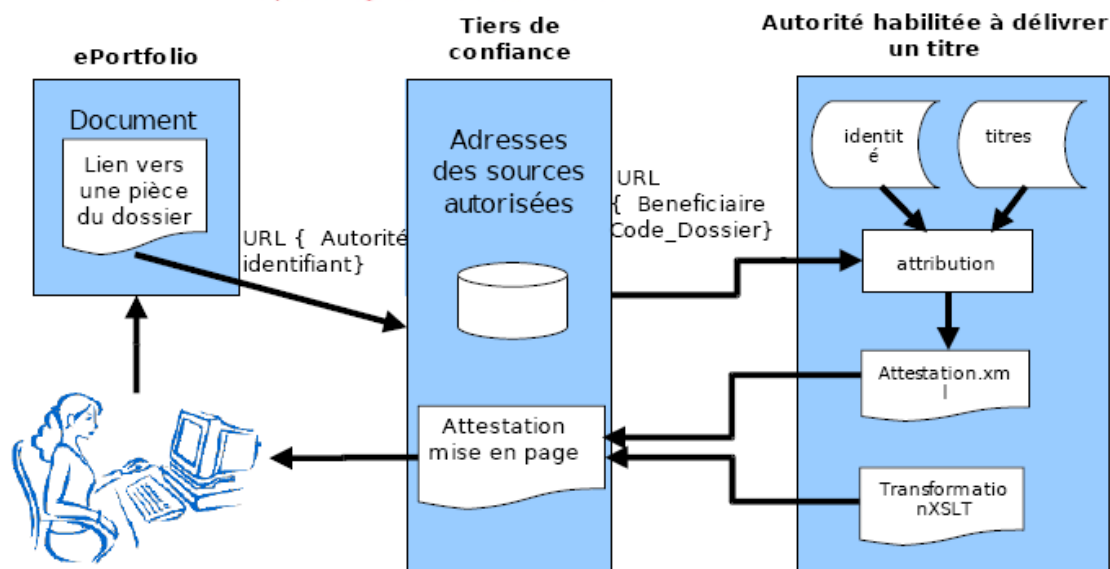 ePortfolio
Tiers de
confiance
Autorité habilitée à délivrer
un titre
Document
Lien vers
une pièce
du dossier
URL { Autorité
identifiant}
Adresses
des sources
autorisées
URL
{ Beneficiaire
Code_Dossier}
identit
é
titres
attribution
Attestation.xm
l
Attestation
mise en page
Transformatio
nXSLT